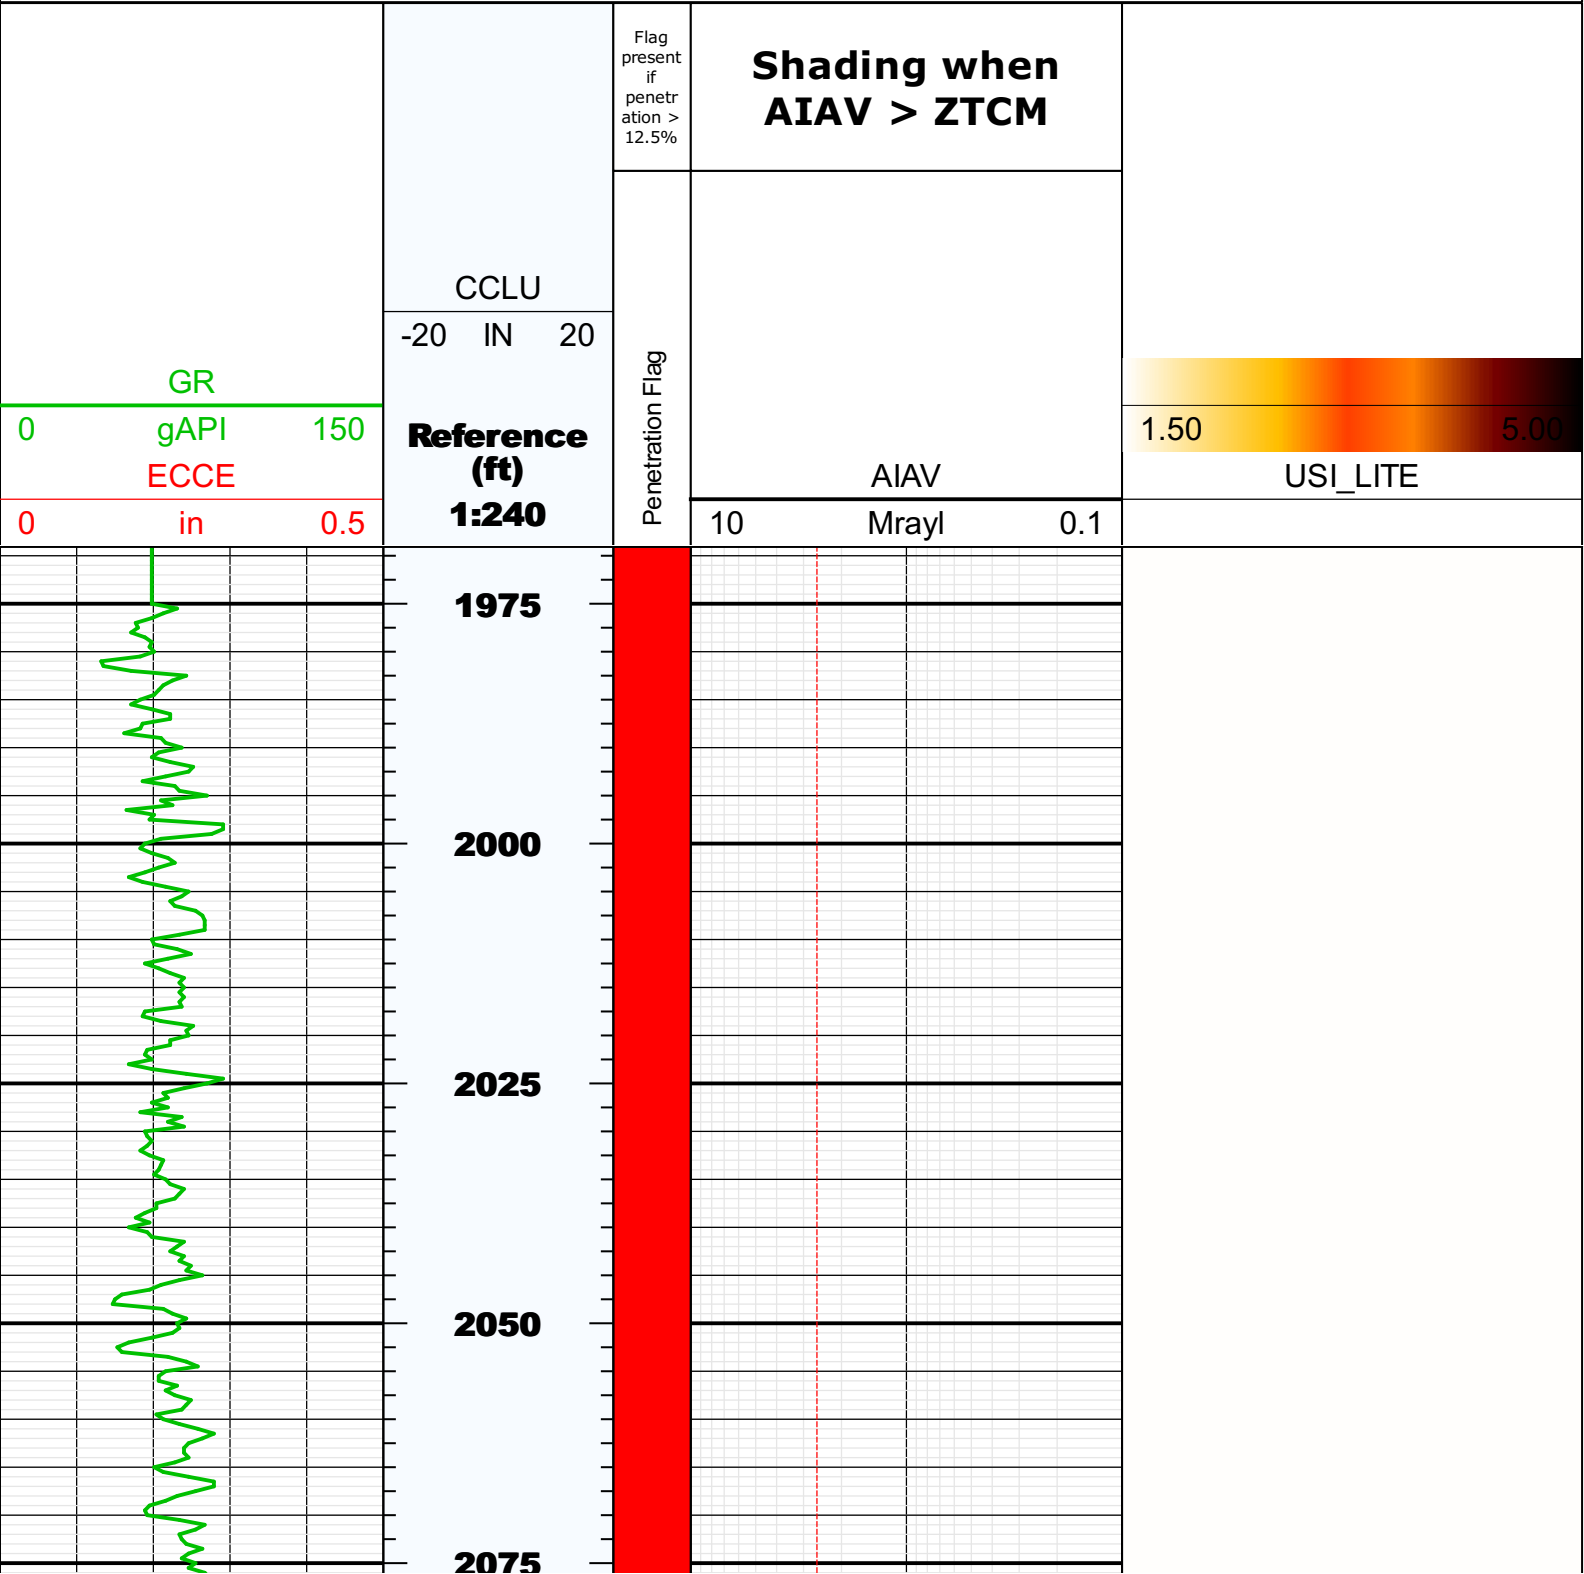 Flag
present
if
penetr
ation >
12.5%
Shading when
AIAV > ZTCM
CCLU
-20 IN 20
GR
0 gAPI 150
ECCE
0 in 0.5
Reference
(ft)
1:240
Penetration Flag
AIAV
10 Mrayl 0.1
1.50 5.00
USI_LITE
1975
2000
2025
2050
2075